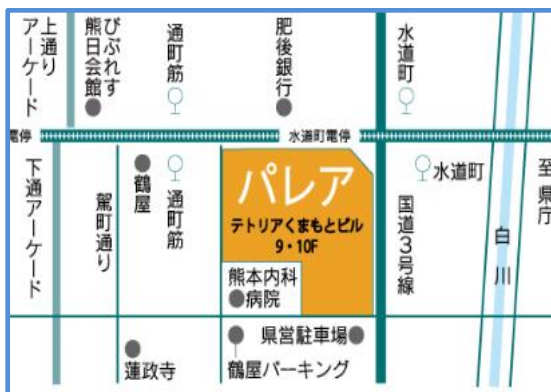 上通り
アーケード
びぷれす
熊日会館
通町筋
肥後銀行
水道町
電停
水道町電停
下通アーケード
駕町通り
鶴屋
通町筋
パレア
テトリアくまもとビル
9・10F
熊本内科
病院
国道3号線
水道町
白川
至県庁
蓮政寺
県営駐車場
鶴屋パーキング